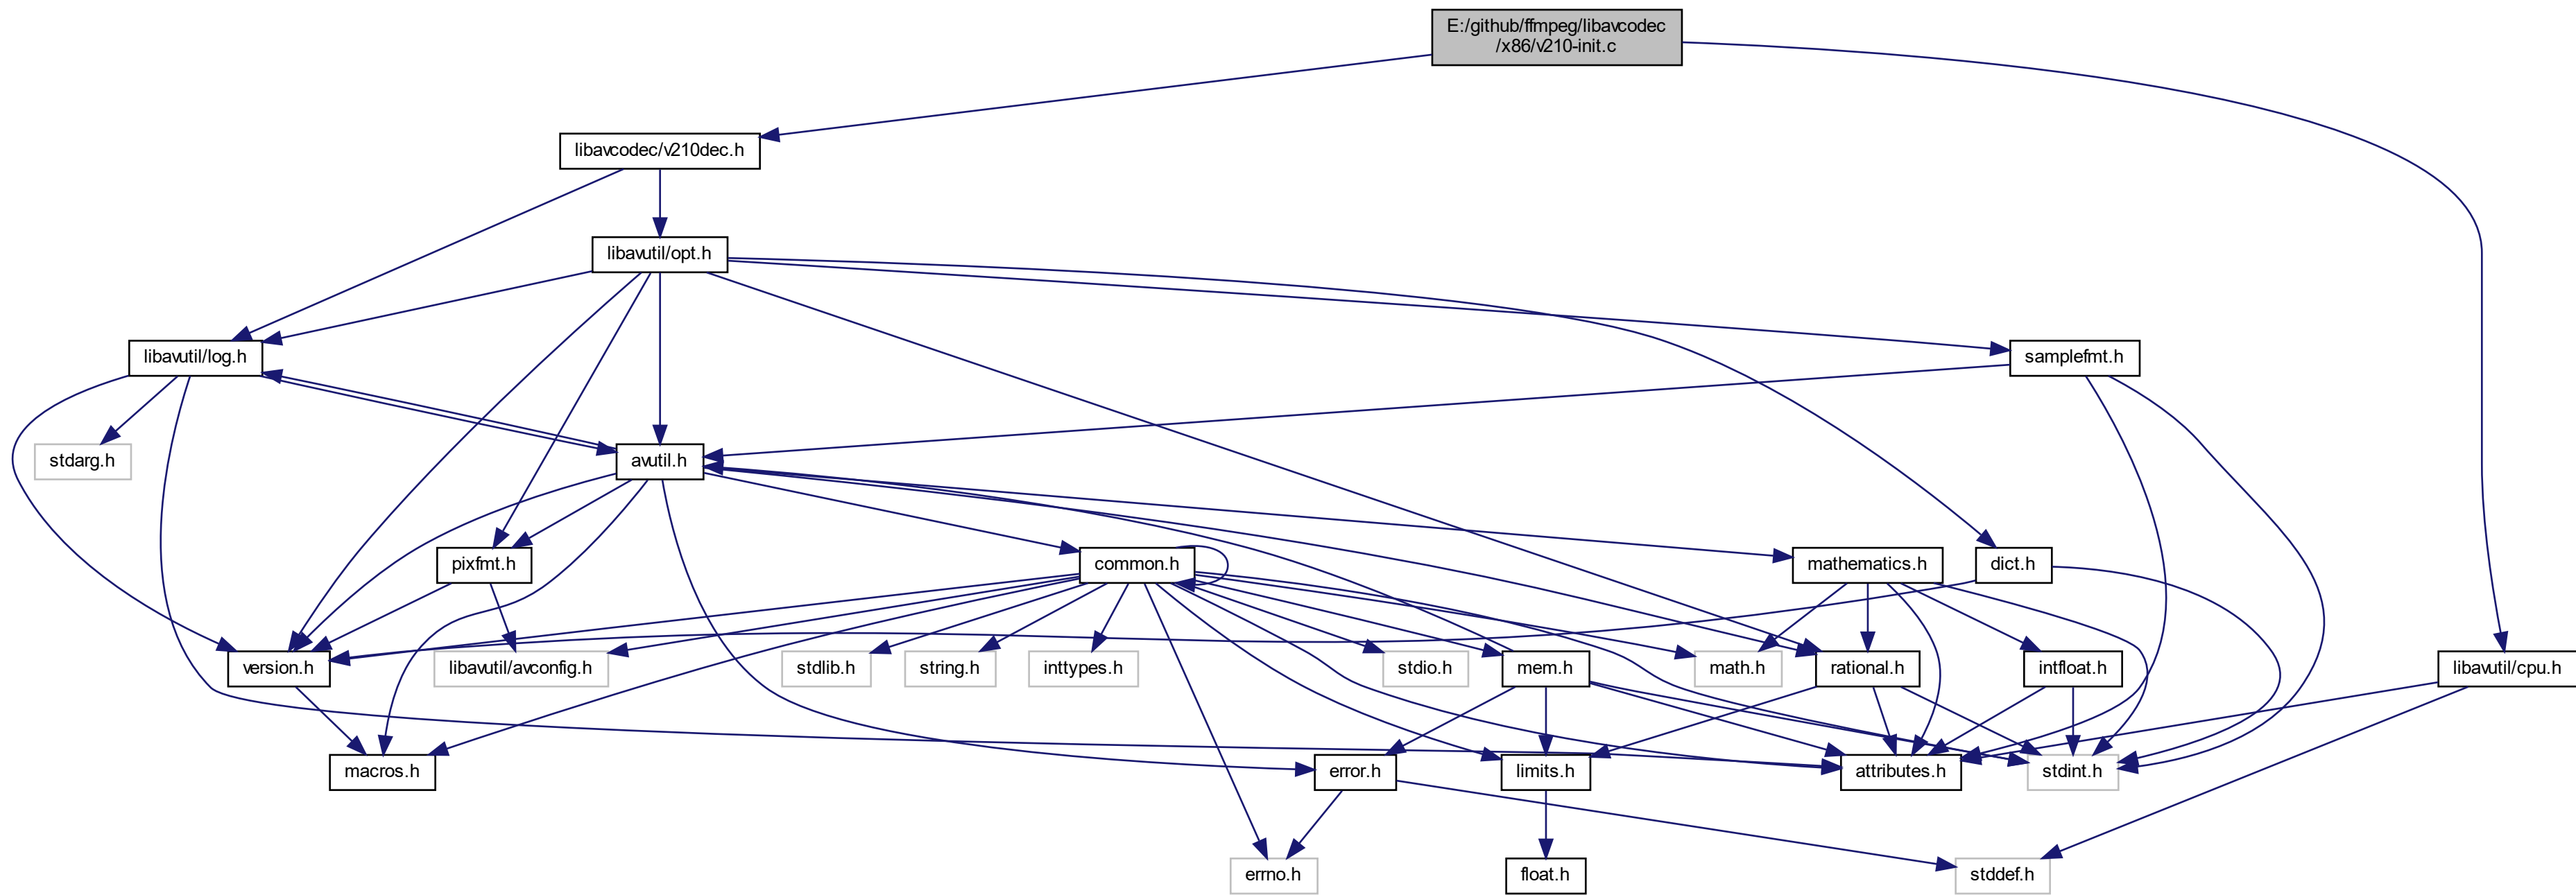 E:/github/ffmpeg/libavcodec
/x86/v210-init.c
libavcodec/v210dec.h
libavutil/opt.h
libavutil/log.h
samplefmt.h
stdarg.h
avutil.h
pixfmt.h
common.h
mathematics.h
dict.h
version.h
libavutil/avconfig.h
stdlib.h
string.h
inttypes.h
stdio.h
mem.h
math.h
rational.h
intfloat.h
libavutil/cpu.h
macros.h
error.h
limits.h
attributes.h
stdint.h
errno.h
float.h
stddef.h